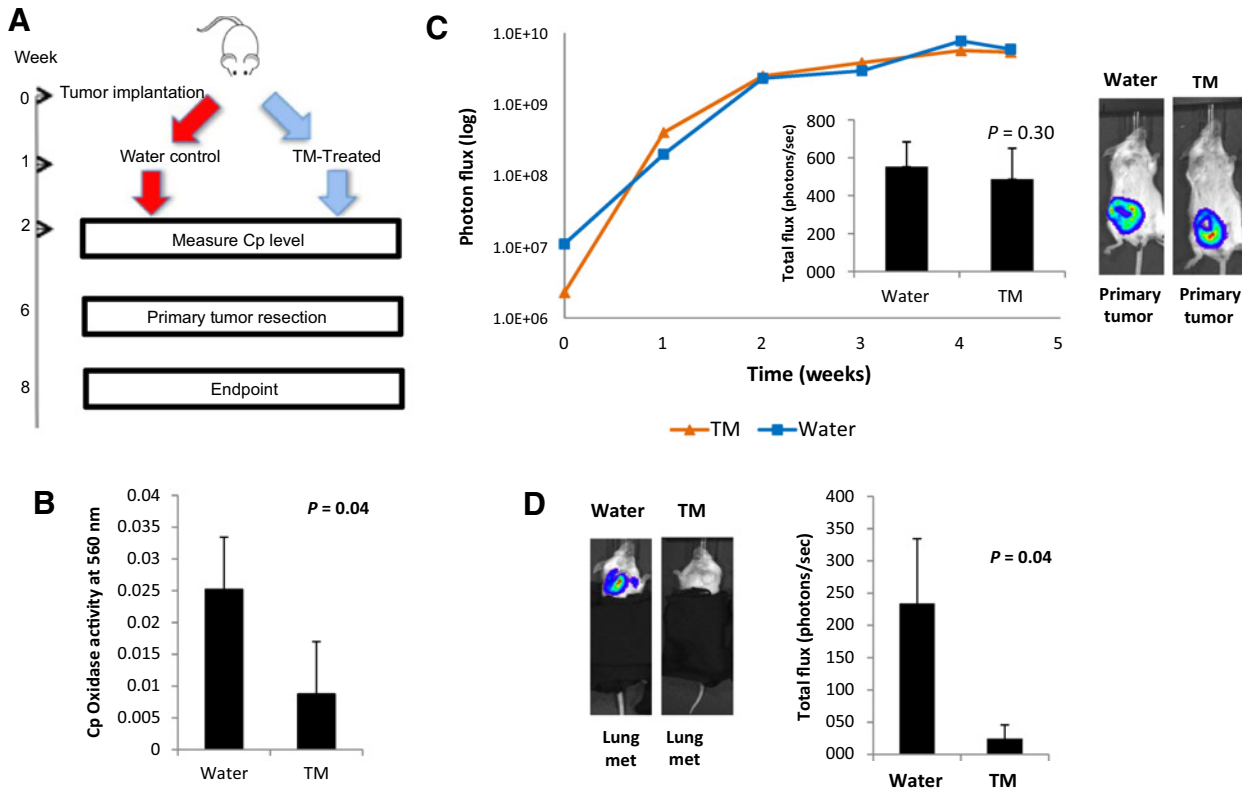 A
Week
0
Tumor implantation
Water control
TM-Treated
1
2
Measure Cp level
6
Primary tumor resection
8
Endpoint
B
Cp Oxidase activity at 560 nm
0.04
0.035
0.03
0.025
0.02
0.015
0.01
0.005
0
P = 0.04
Water
TM
C
Photon flux (log)
1.0E+10
1.0E+09
1.0E+08
1.0E+07
1.0E+06
0
1
2
3
4
5
Time (weeks)
TM
Water
Total flux (photons/sec)
800
600
400
200
000
P = 0.30
Water
TM
Water
TM
Primary
tumor
Primary
tumor
D
Water
TM
Lung
met
Lung
met
Total flux (photons/sec)
400
350
300
250
200
150
100
050
000
P = 0.04
Water
TM